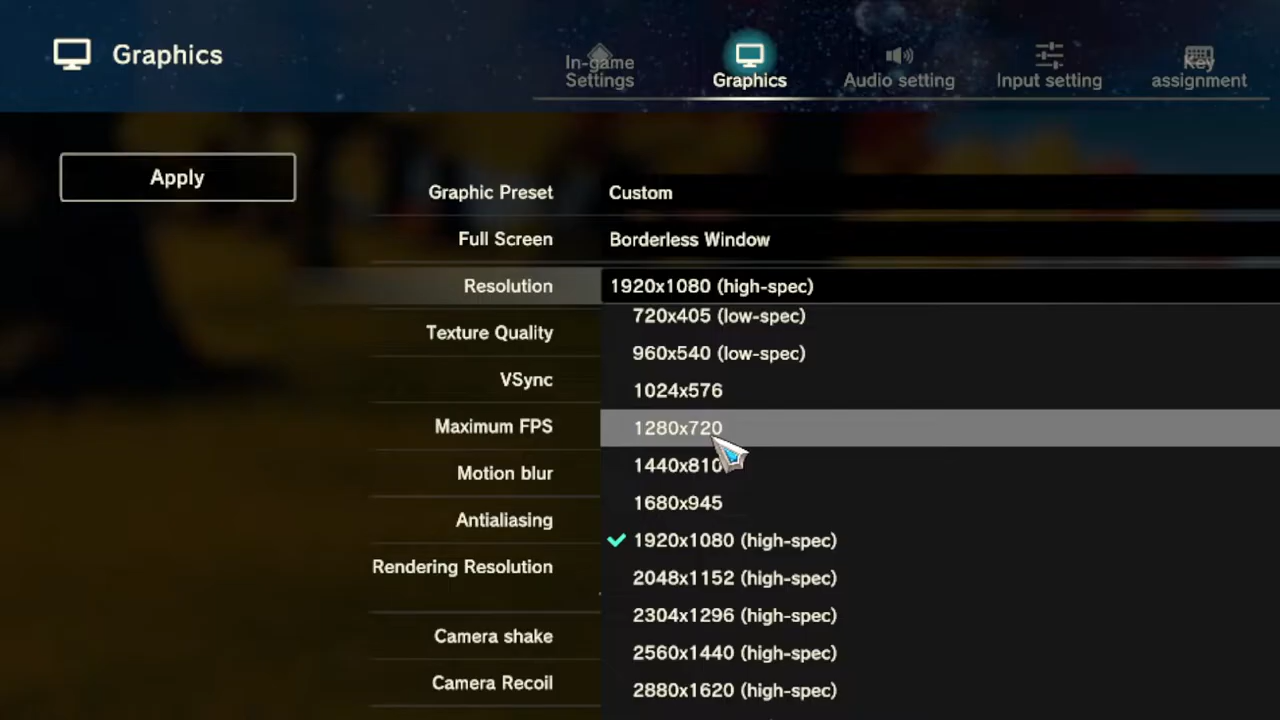 Graphics
In-game
Settings
Graphics
Audio setting
Input setting
Key
assignment
Apply
Graphic Preset
Custom
Full Screen
Borderless Window
Resolution
1920x1080 (high-spec)
720x405 (low-spec)
Texture Quality
960x540 (low-spec)
VSync
1024x576
Maximum FPS
1280x720
Motion blur
1440x810
1680x945
Antialiasing
1920x1080 (high-spec)
Rendering Resolution
2048x1152 (high-spec)
2304x1296 (high-spec)
Camera shake
2560x1440 (high-spec)
Camera Recoil
2880x1620 (high-spec)